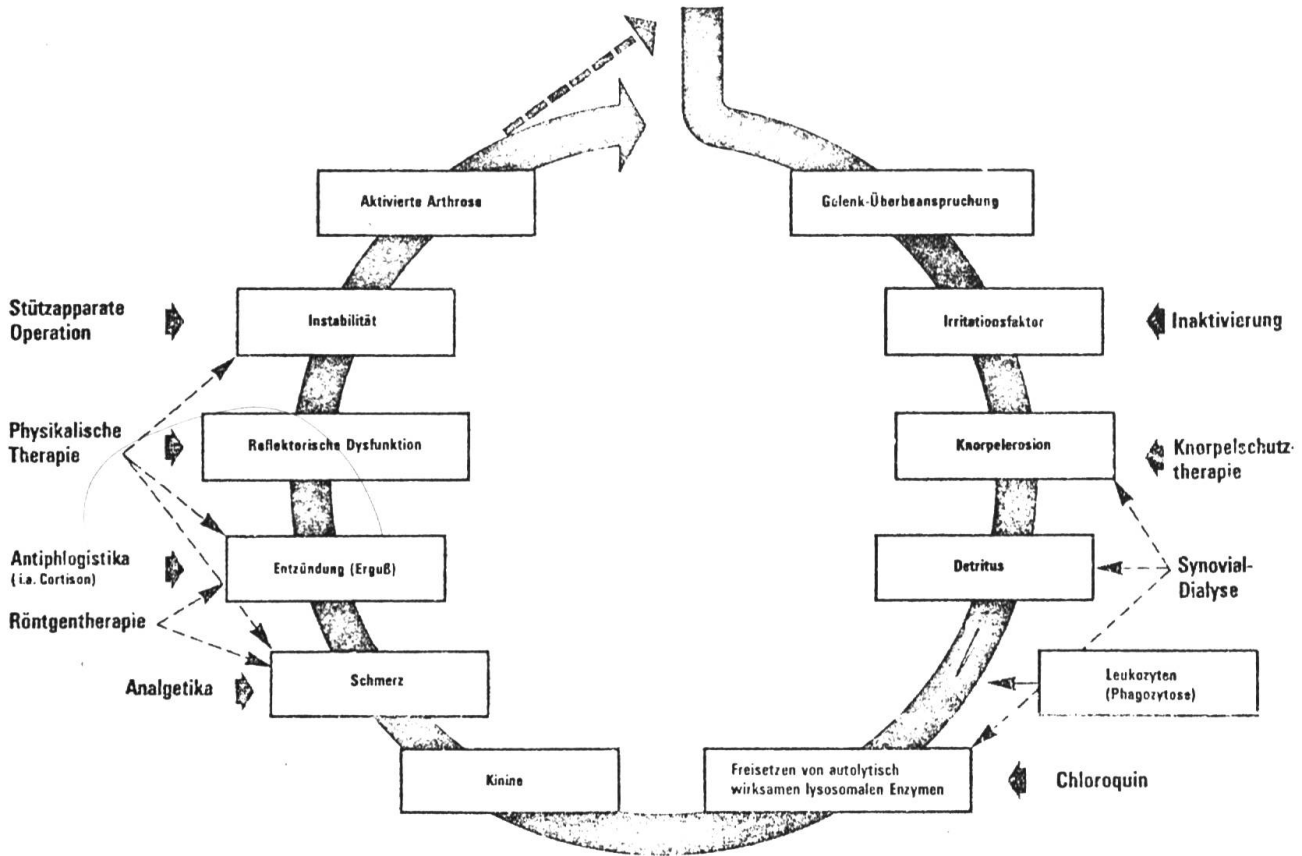 Aktivierte Arthrose
Gelenk-Überbeanspruchung
Stützapparate
Operation
Instabilität
Irritationsfaktor
Inaktivierung
Physikalische
Therapie
Reflektorische Dysfunktion
Knorpelerosion
Knorpelschutz-
therapie
Antiphlogistika
(i.a. Cortison)
Entzündung (Erguß)
Detritus
Synovial-
Dialyse
Röntgentherapie
Analgetika
Schmerz
Leukozyten
(Phagozytose)
Kinine
Freisetzen von autolytisch
wirksamen lysosomalen Enzymen
Chloroquin